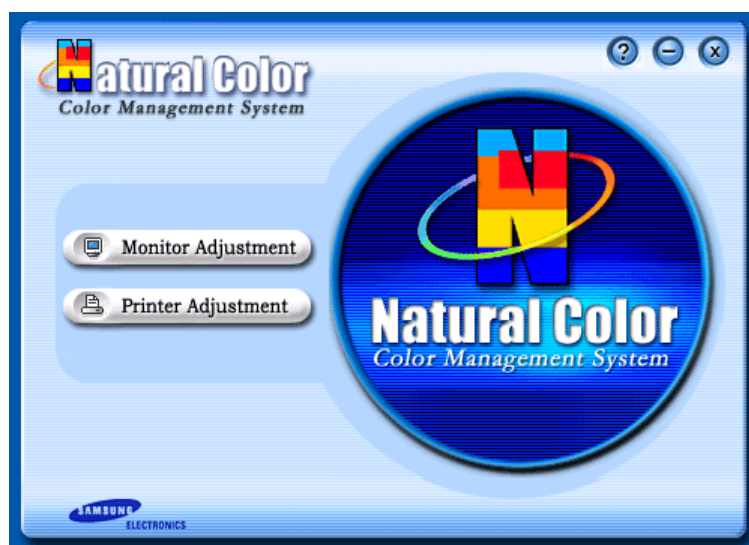 Natural Color
Color Management System
?
x
Monitor Adjustment
Printer Adjustment
N
Natural Color
Color Management System
SAMSUNG
ELECTRONICS